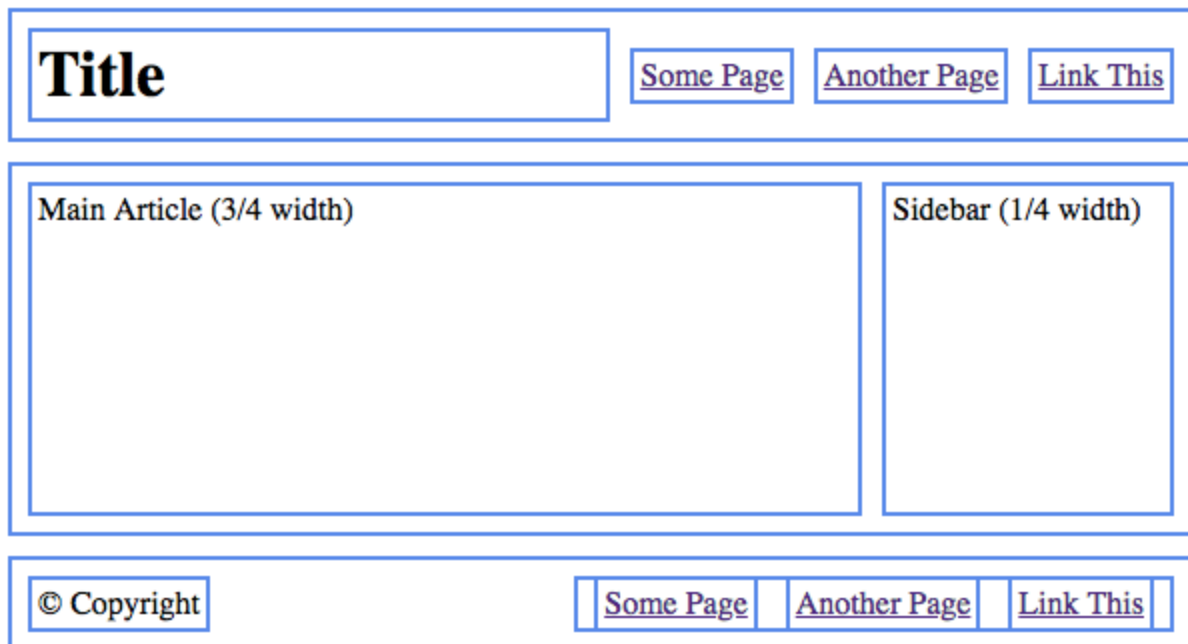 Title
Some Page
Another Page
Link This
Main Article (3/4 width)
Sidebar (1/4 width)
© Copyright
Some Page
Another Page
Link This